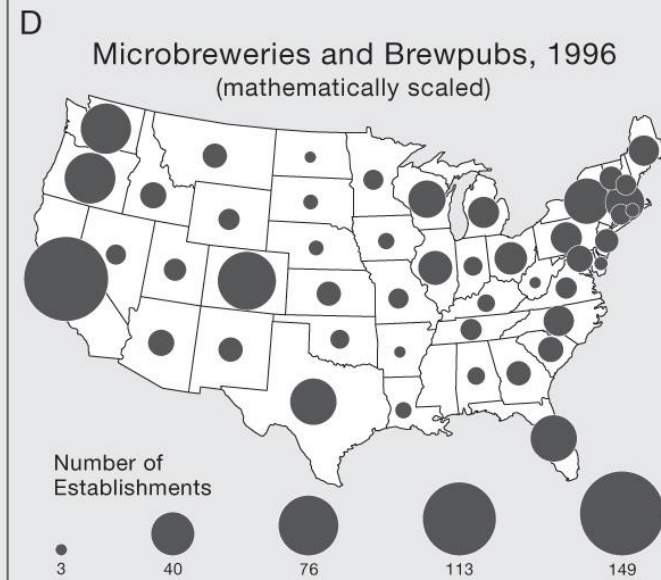 D
Microbreweries and Brewpubs, 1996
(mathematically scaled)
Number of
Establishments
3 40 76 113 149